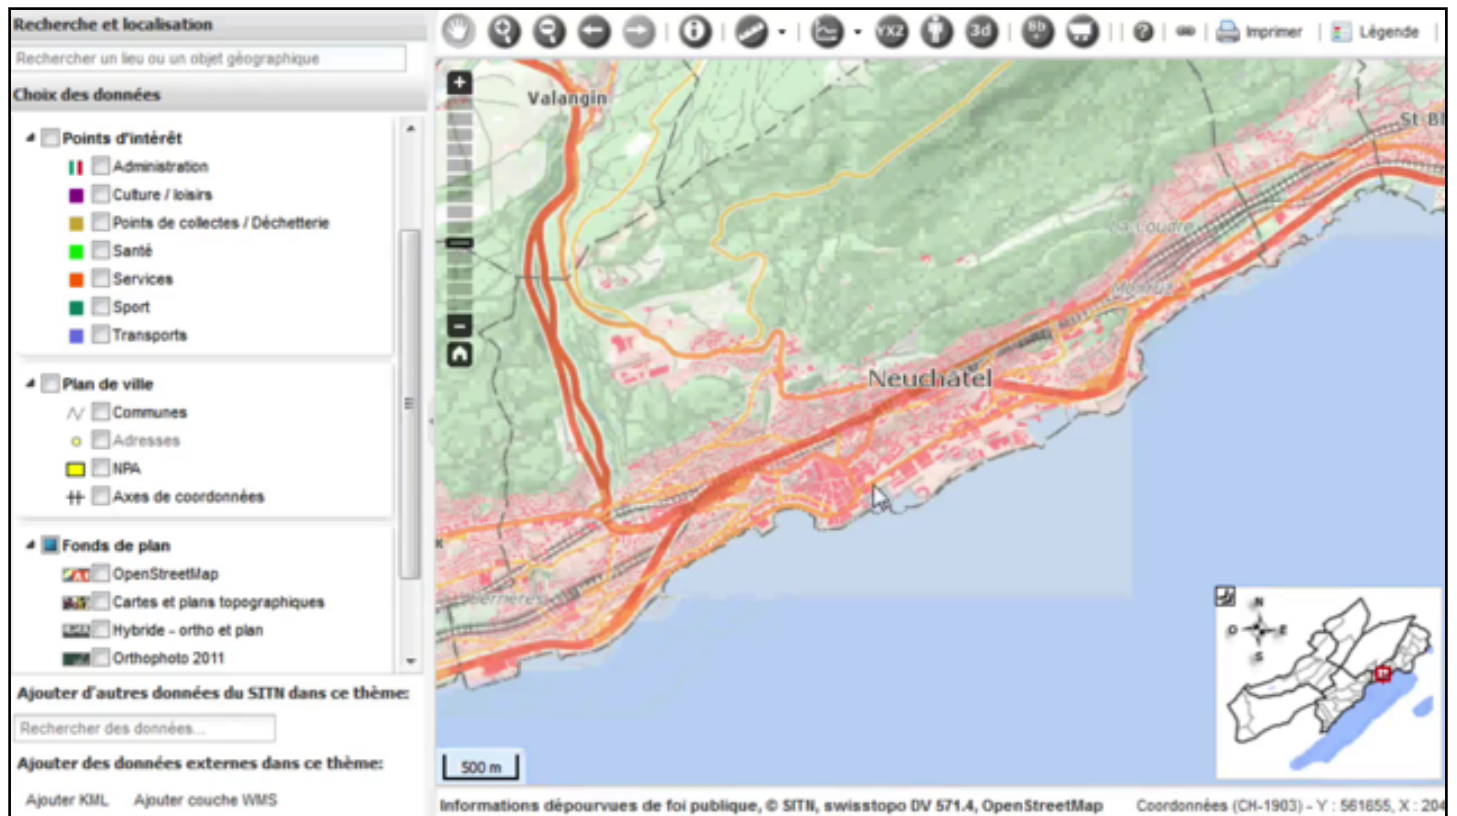 Recherche et localisation
Rechercher un lieu ou un objet géographique
Choix des données
Points d'intérêt
Administration
Culture / loisirs
Points de collectes / Déchetterie
Santé
Services
Sport
Transports
Plan de ville
Communes
Adresses
NPA
Axes de coordonnées
Fonds de plan
OpenStreetMap
Cartes et plans topographiques
Hybride - ortho et plan
Orthophoto 2011
Ajouter d'autres données du SITN dans ce thème:
Rechercher des données...
Ajouter des données externes dans ce thème:
Ajouter KML Ajouter couche WMS
YXZ 3d Bb ? Imprimer Légende
Valangin
St Bl
La Coudre
Monruz
Neuchâtel
N
O E
S
500 m
Informations dépourvues de foi publique, © SITN, swisstopo DV 571.4, OpenStreetMap Coordonnées (CH-1903) - Y : 561655, X : 204